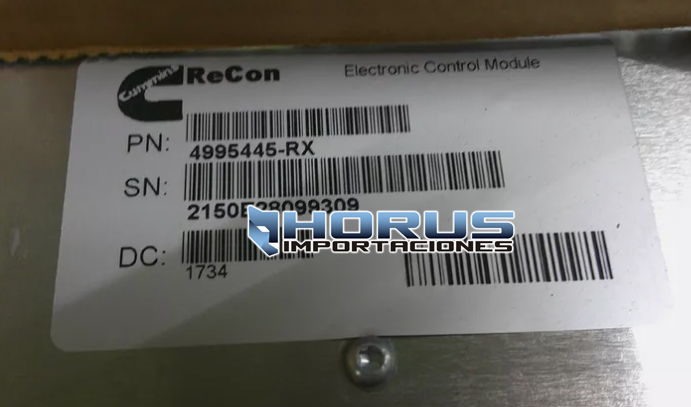 Cummins
ReCon
Electronic Control Module
PN:
4995445-RX
SN:
HORUS
IMPORTACIONES
DC:
1734